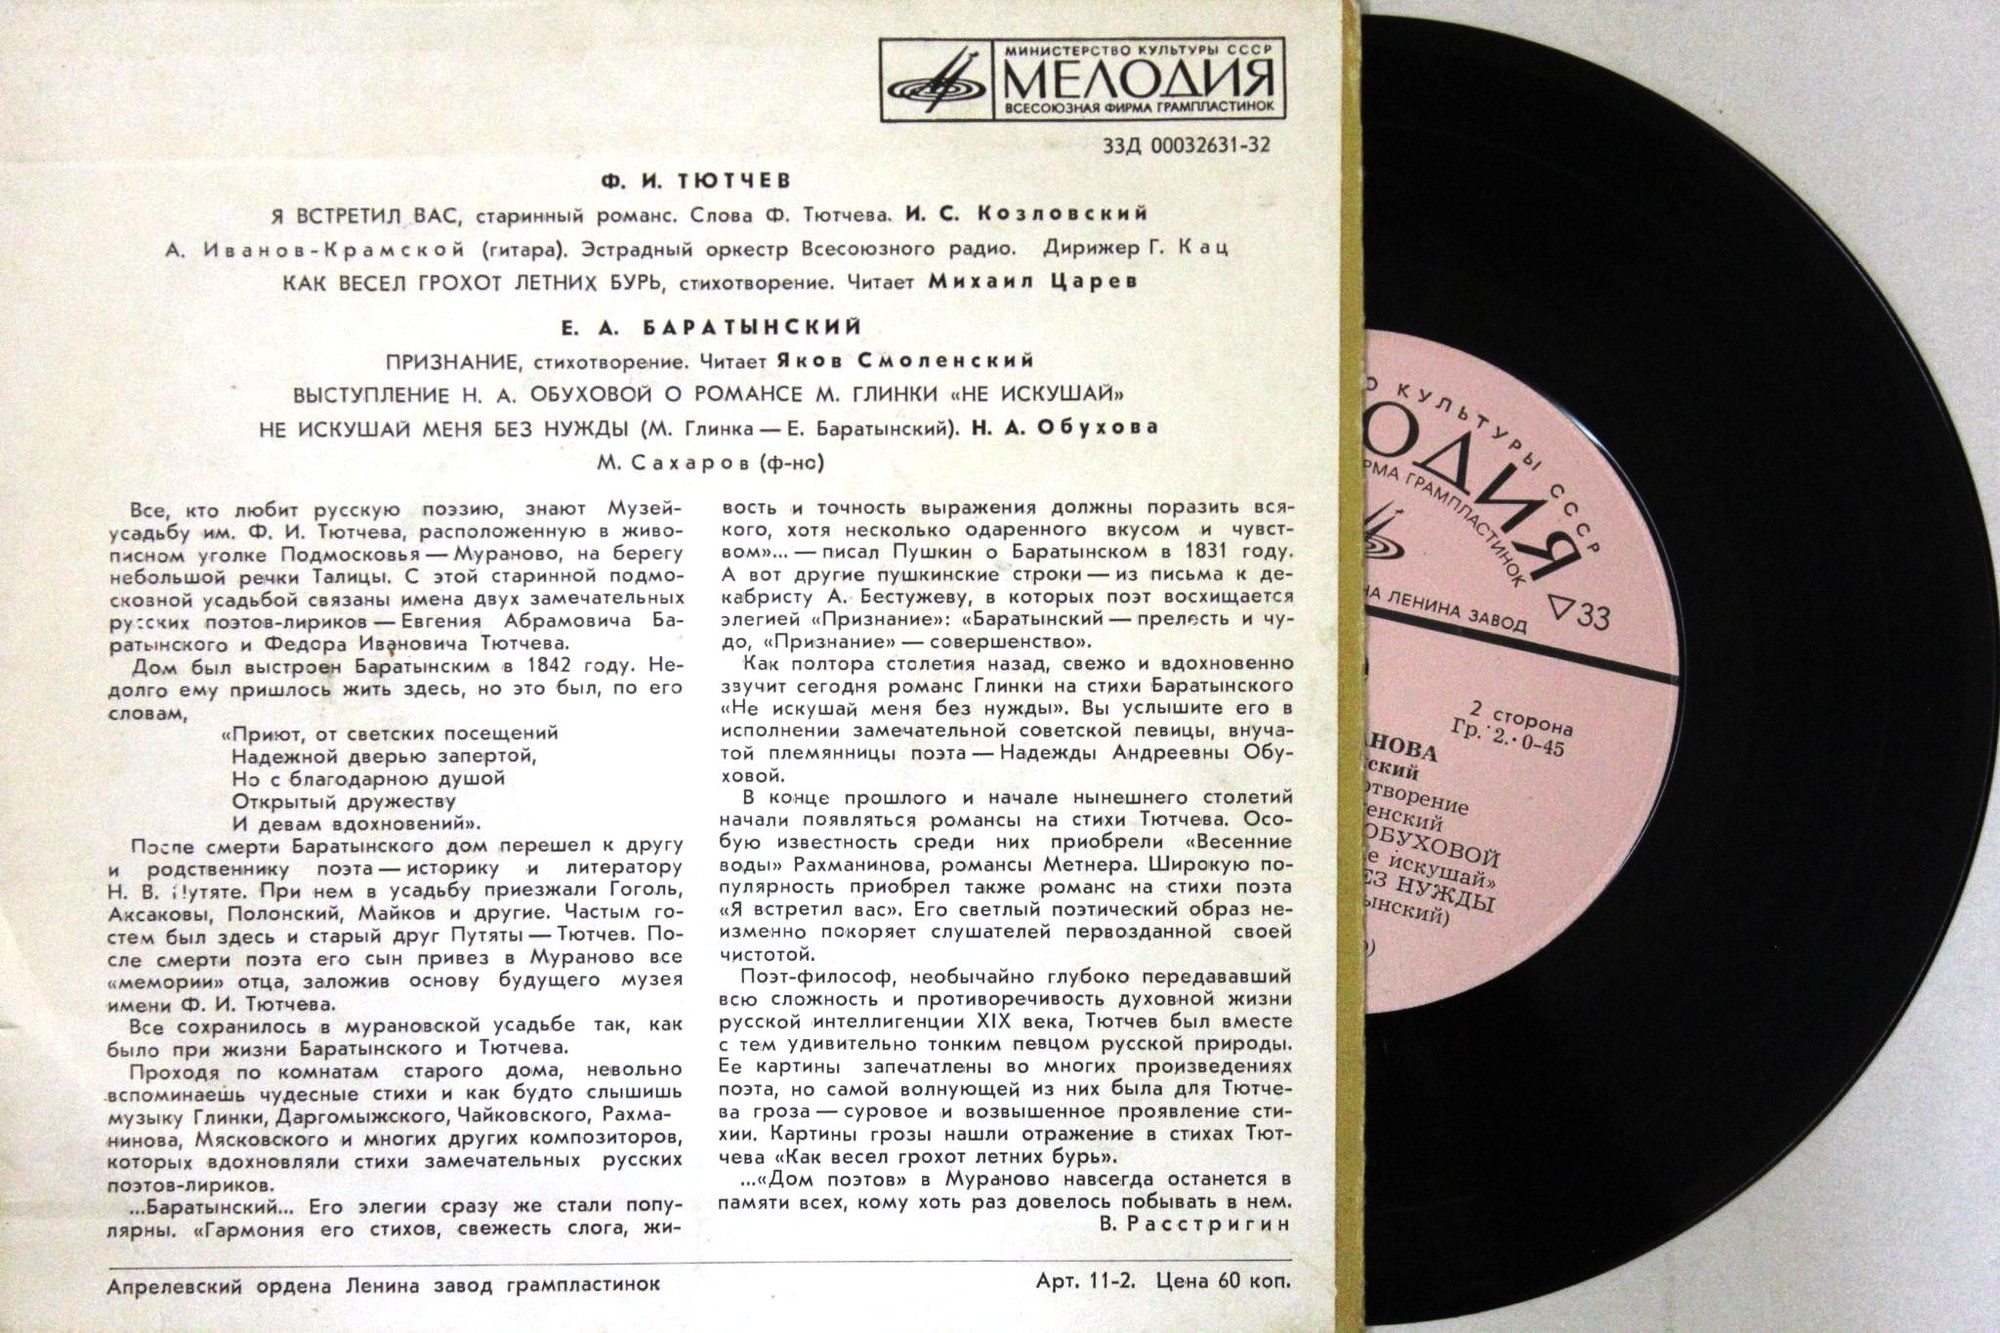 МИНИСТЕРСТВО КУЛЬТУРЫ СССР
МЕЛОДИЯ
ВСЕСОЮЗНАЯ ФИРМА ГРАМПЛАСТИНОК
33Д 00032631-32
Ф. И. ТЮТЧЕВ
Я ВСТРЕТИЛ ВАС, старинный романс. Слова Ф. Тютчева. И. С. Козловский
А. Иванов-Крамской (гитара). Эстрадный оркестр Всесоюзного радио. Дирижер Г. Кац
КАК ВЕСЕЛ ГРОХОТ ЛЕТНИХ БУРЬ, стихотворение. Читает Михаил Царев
Е. А. БАРАТЫНСКИЙ
ПРИЗНАНИЕ, стихотворение. Читает Яков Смоленский
ВЫСТУПЛЕНИЕ Н. А. ОБУХОВОЙ О РОМАНСЕ М. ГЛИНКИ «НЕ ИСКУШАЙ»
НЕ ИСКУШАЙ МЕНЯ БЕЗ НУЖДЫ (М. Глинка — Е. Баратынский). Н. А. Обухова
М. Сахаров (ф-но)
Все, кто любит русскую поэзию, знают Музей-
усадьбу им. Ф. И. Тютчева, расположенную в живо-
писном уголке Подмосковья — Мураново, на берегу
небольшой речки Талицы. С этой старинной подмо-
сковной усадьбой связаны имена двух замечательных
русских поэтов-лириков — Евгения Абрамовича Ба-
ратынского и Федора Ивановича Тютчева.
Дом был выстроен Баратынским в 1842 году. Не-
долго ему пришлось жить здесь, но это был, по его
словам,
«Приют, от светских посещений
Надежной дверью запертой,
Но с благодарною душой
Открытый дружеству
И девам вдохновений».
После смерти Баратынского дом перешел к другу
и родственнику поэта — историку и литератору
Н. В. Путяте. При нем в усадьбу приезжали Гоголь,
Аксаковы, Полонский, Майков и другие. Частым го-
стем был здесь и старый друг Путяты — Тютчев. По-
сле смерти поэта его сын привез в Мураново все
«мемории» отца, заложив основу будущего музея
имени Ф. И. Тютчева.
Все сохранилось в мурановской усадьбе так, как
было при жизни Баратынского и Тютчева.
Проходя по комнатам старого дома, невольно
вспоминаешь чудесные стихи и как будто слышишь
музыку Глинки, Даргомыжского, Чайковского, Рахма-
нинова, Мясковского и многих других композиторов,
которых вдохновляли стихи замечательных русских
поэтов-лириков.
...Баратынский... Его элегии сразу же стали попу-
лярны. «Гармония его стихов, свежесть слога, жи-
вость и точность выражения должны поразить вся-
кого, хотя несколько одаренного вкусом и чувст-
вом»... — писал Пушкин о Баратынском в 1831 году.
А вот другие пушкинские строки — из письма к де-
кабристу А. Бестужеву, в которых поэт восхищается
элегией «Признание»: «Баратынский — прелесть и чу-
до, «Признание» — совершенство».
Как полтора столетия назад, свежо и вдохновенно
звучит сегодня романс Глинки на стихи Баратынского
«Не искушай меня без нужды». Вы услышите его в
исполнении замечательной советской певицы, внуча-
той племянницы поэта — Надежды Андреевны Обу-
ховой.
В конце прошлого и начале нынешнего столетий
начали появляться романсы на стихи Тютчева. Осо-
бую известность среди них приобрели «Весенние
воды» Рахманинова, романсы Метнера. Широкую по-
пулярность приобрел также романс на стихи поэта
«Я встретил вас». Его светлый поэтический образ не-
изменно покоряет слушателей первозданной своей
чистотой.
Поэт-философ, необычайно глубоко передававший
всю сложность и противоречивость духовной жизни
русской интеллигенции XIX века, Тютчев был вместе
с тем удивительно тонким певцом русской природы.
Ее картины запечатлены во многих произведениях
поэта, но самой волнующей из них была для Тютче-
ва гроза — суровое и возвышенное проявление сти-
хии. Картины грозы нашли отражение в стихах Тют-
чева «Как весел грохот летних бурь».
...«Дом поэтов» в Мураново навсегда останется в
памяти всех, кому хоть раз довелось побывать в нем.
В. Расстригин
Апрелевский ордена Ленина завод грампластинок
Арт. 11-2. Цена 60 коп.
О КУЛЬТУРЫ СССР
ОДИЯ
РМА ГРАМПЛАСТИНОК
НА ЛЕНИНА ЗАВОД
▽33
2 сторона
Гр. 2. 0-45
АНОВА
ский
отворение
енский
ОБУХОВОЙ
е искушай»
ЕЗ НУЖДЫ
ынский)